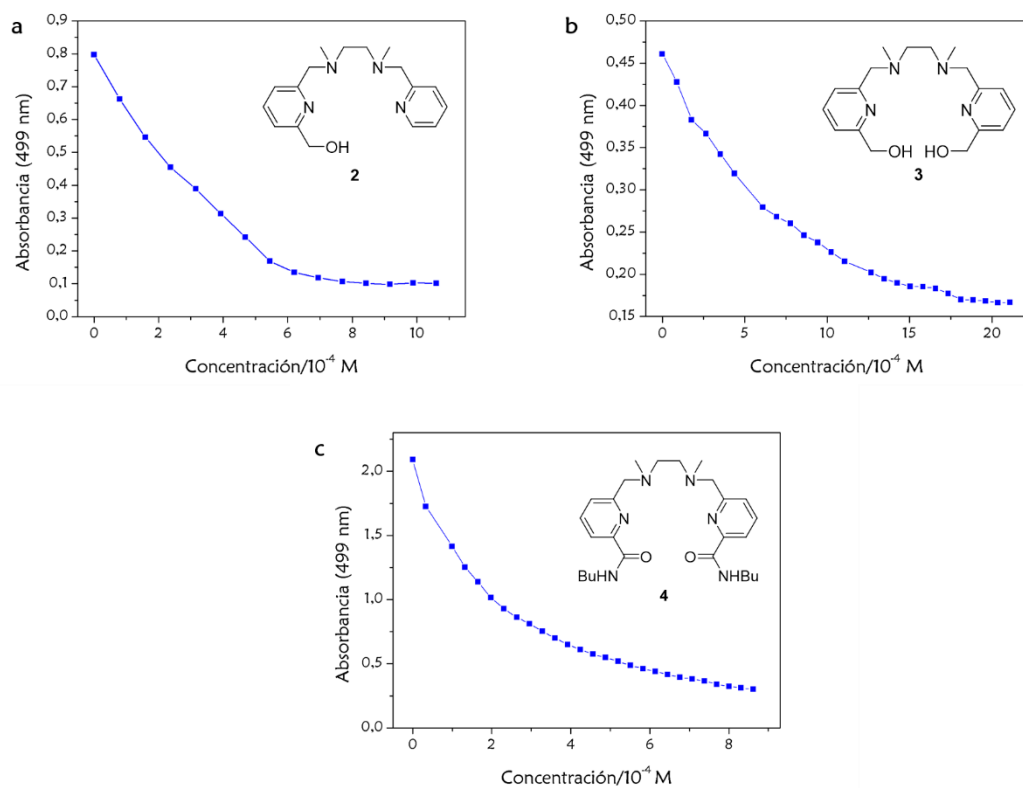 a
Absorbancia (499 nm)
0,9
0,8
0,7
0,6
0,5
0,4
0,3
0,2
0,1
0,0
0 2 4 6 8 10
Concentración/10⁻⁴ M
N N
N N
OH
2
b
Absorbancia (499 nm)
0,50
0,45
0,40
0,35
0,30
0,25
0,20
0,15
0 5 10 15 20
Concentración/10⁻⁴ M
N N
N N
OH HO
3
c
Absorbancia (499 nm)
2,0
1,5
1,0
0,5
0,0
0 2 4 6 8
Concentración/10⁻⁴ M
N N
N N
O O
BuHN NHBu
4